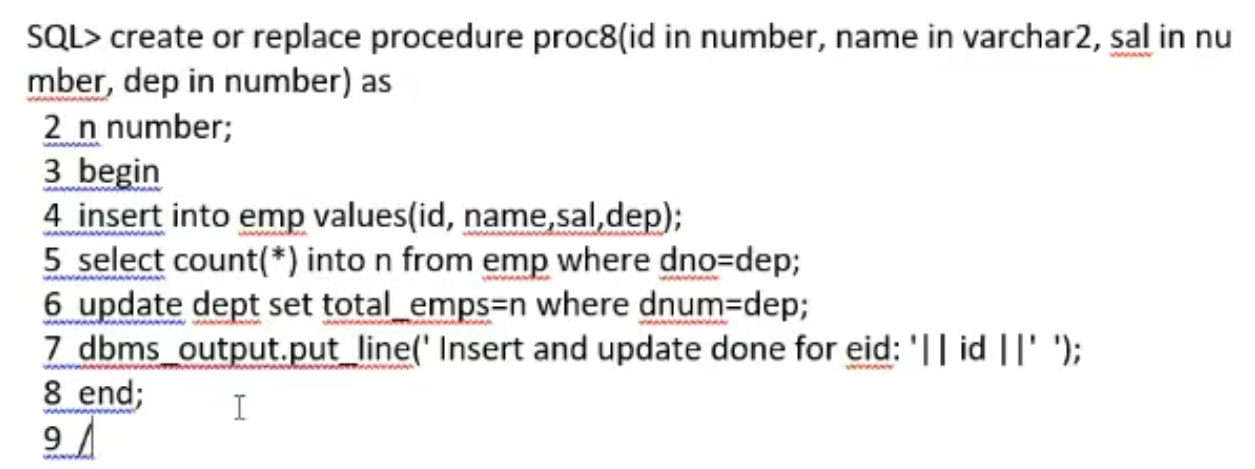 SQL> create or replace procedure proc8(id in number, name in varchar2, sal in nu
mber, dep in number) as
2 n number;
3 begin
4 insert into emp values(id, name,sal,dep);
5 select count(*) into n from emp where dno=dep;
6 update dept set total_emps=n where dnum=dep;
7 dbms_output.put_line(' Insert and update done for eid: '|| id ||' ');
8 end;
9 /